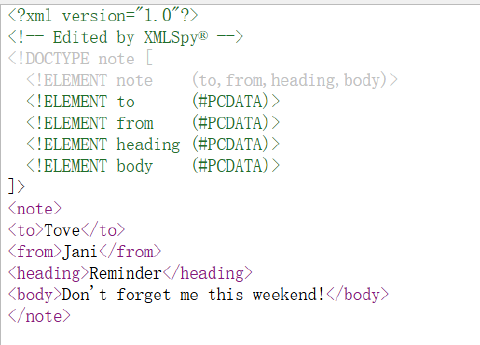 <?xml version="1.0"?>
<!-- Edited by XMLSpy® -->
<!DOCTYPE note [
  <!ELEMENT note    (to,from,heading,body)>
  <!ELEMENT to      (#PCDATA)>
  <!ELEMENT from    (#PCDATA)>
  <!ELEMENT heading (#PCDATA)>
  <!ELEMENT body    (#PCDATA)>
]>
<note>
<to>Tove</to>
<from>Jani</from>
<heading>Reminder</heading>
<body>Don't forget me this weekend!</body>
</note>